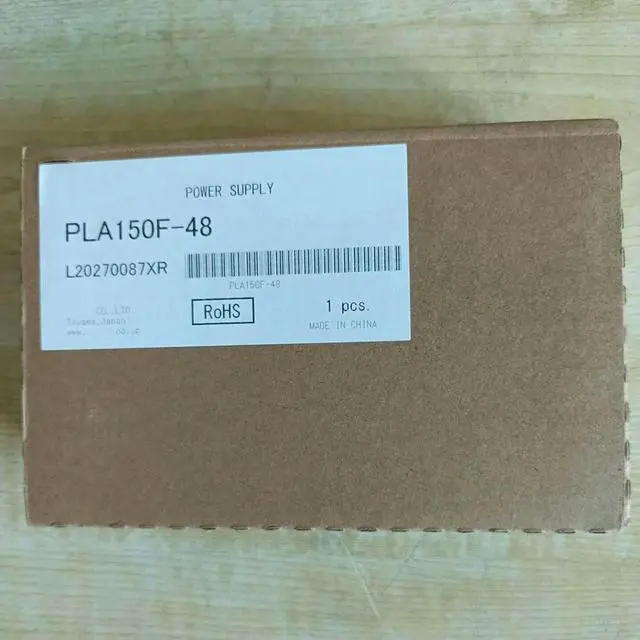 POWER SUPPLY
PLA150F-48
L20270087XR
PLA150F-48
CO.,LTD.
Toyama,Japan
www. co.jp
RoHS
1 pcs.
MADE IN CHINA